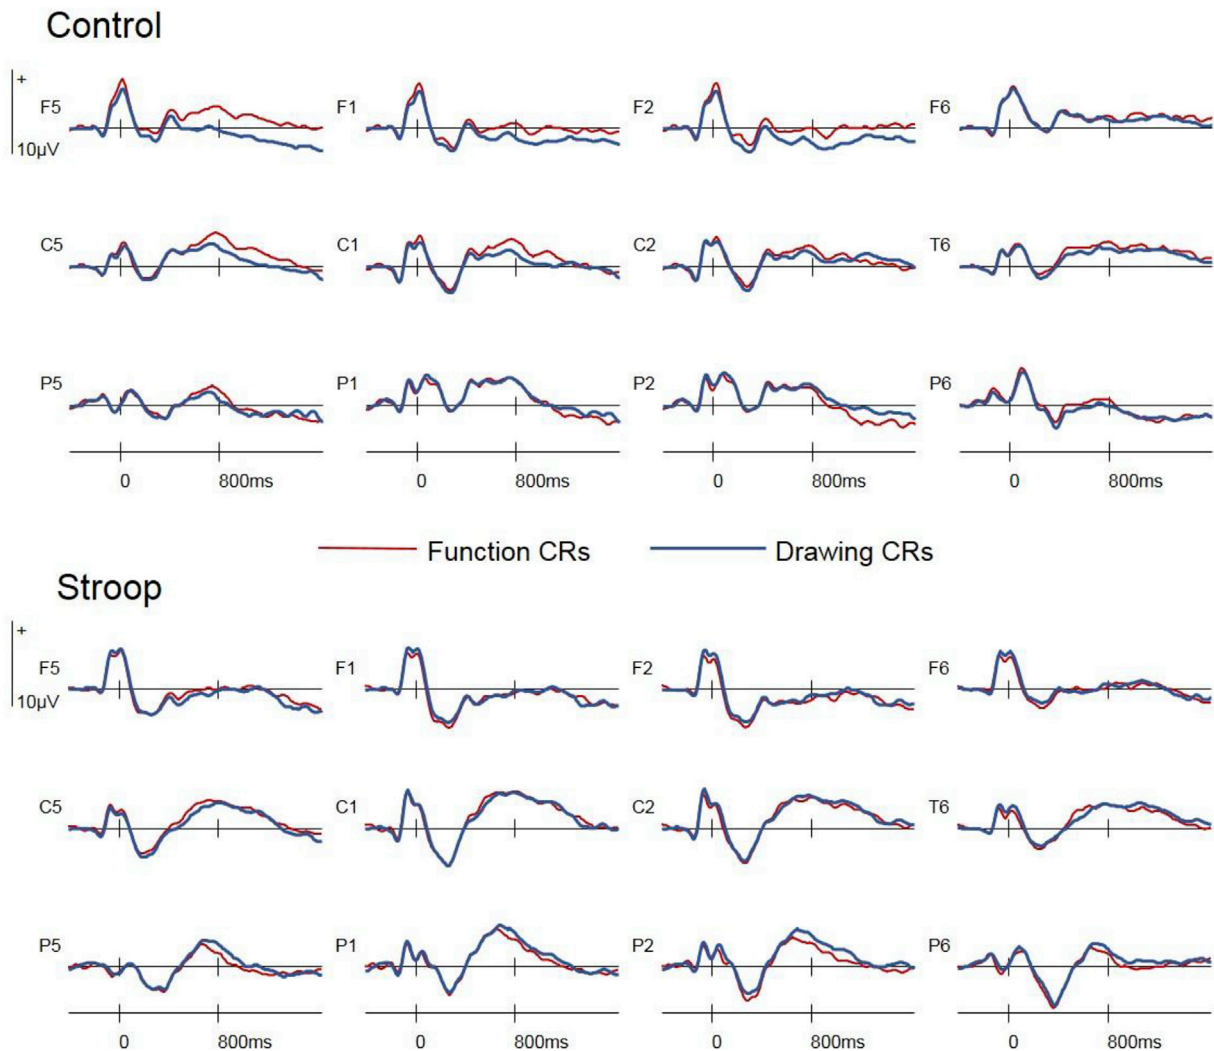 Control
+
F5 F1 F2 F6
10µV
C5 C1 C2 T6
P5 P1 P2 P6
0 800ms 0 800ms 0 800ms 0 800ms
Function CRs Drawing CRs
Stroop
+
F5 F1 F2 F6
10µV
C5 C1 C2 T6
P5 P1 P2 P6
0 800ms 0 800ms 0 800ms 0 800ms